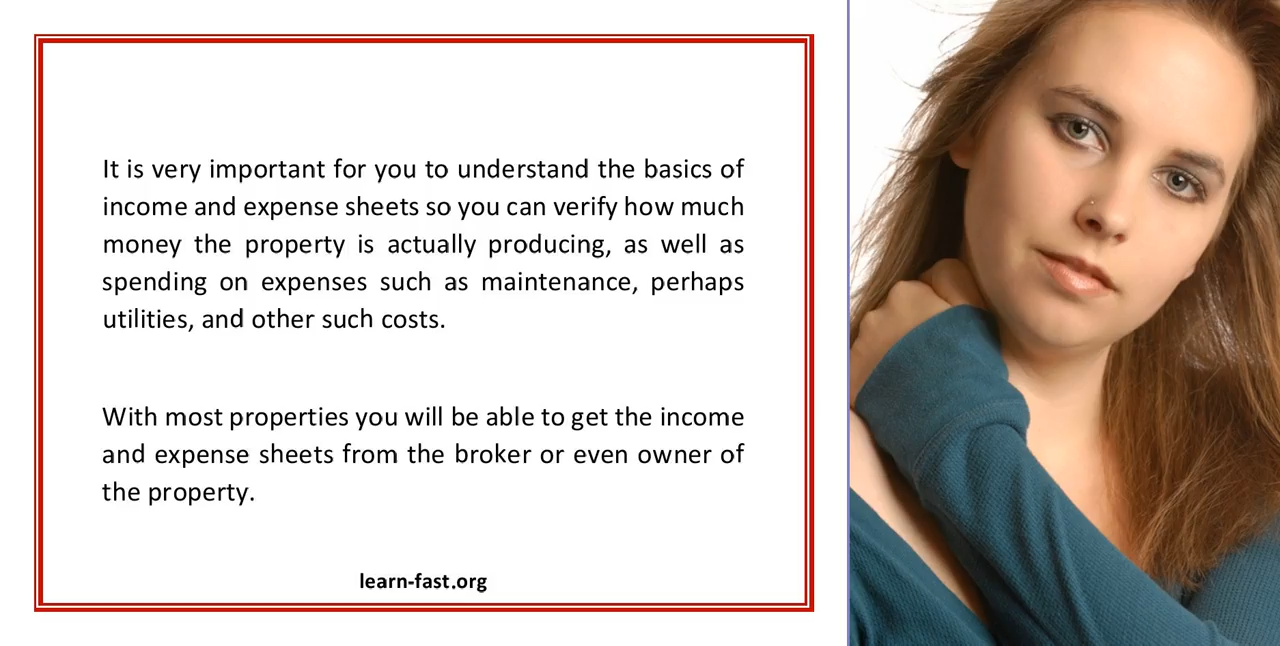 It is very important for you to understand the basics of
income and expense sheets so you can verify how much
money the property is actually producing, as well as
spending on expenses such as maintenance, perhaps
utilities, and other such costs.
With most properties you will be able to get the income
and expense sheets from the broker or even owner of
the property.
learn-fast.org